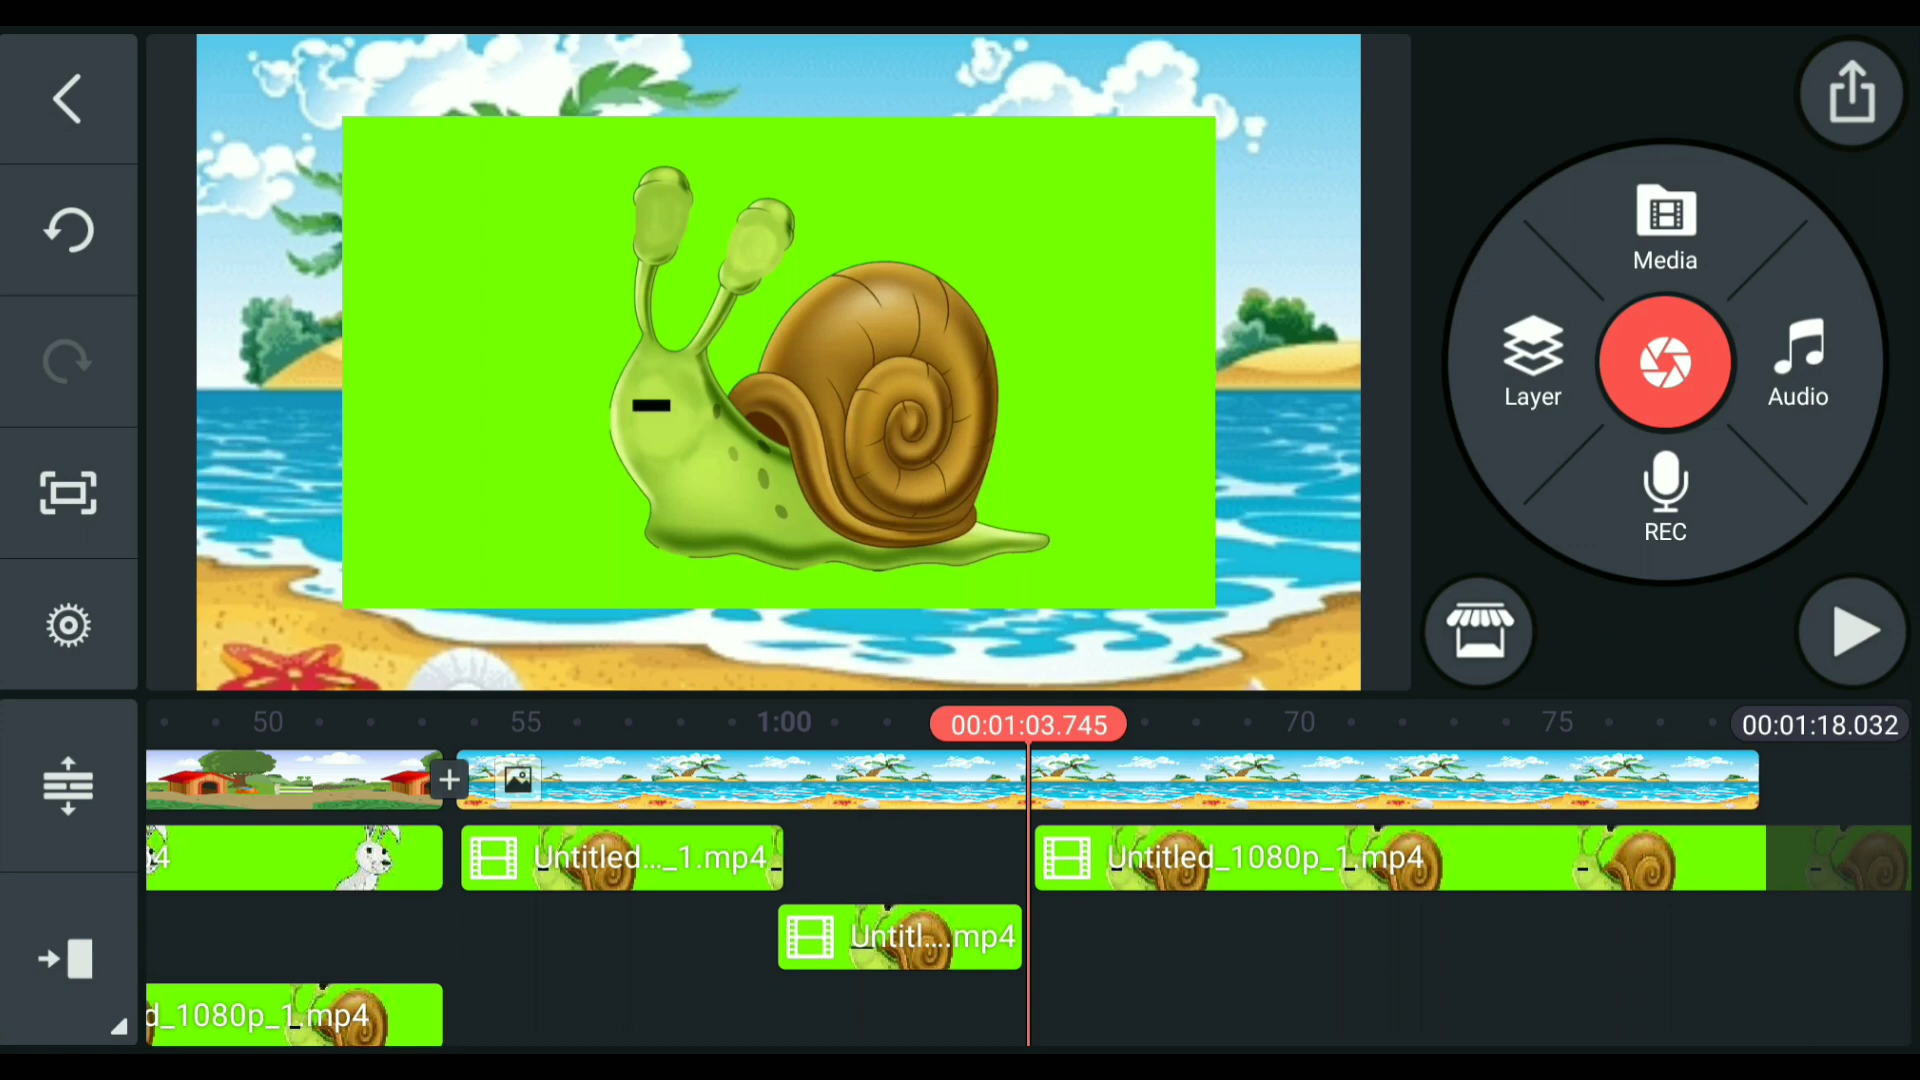 Media
Layer
Audio
REC
50
55
1:00
00:01:03.745
70
75
00:01:18.032
04
Untitled..._1.mp4
Untitled_1080p_1.mp4
Untitl....mp4
d_1080p_1.mp4